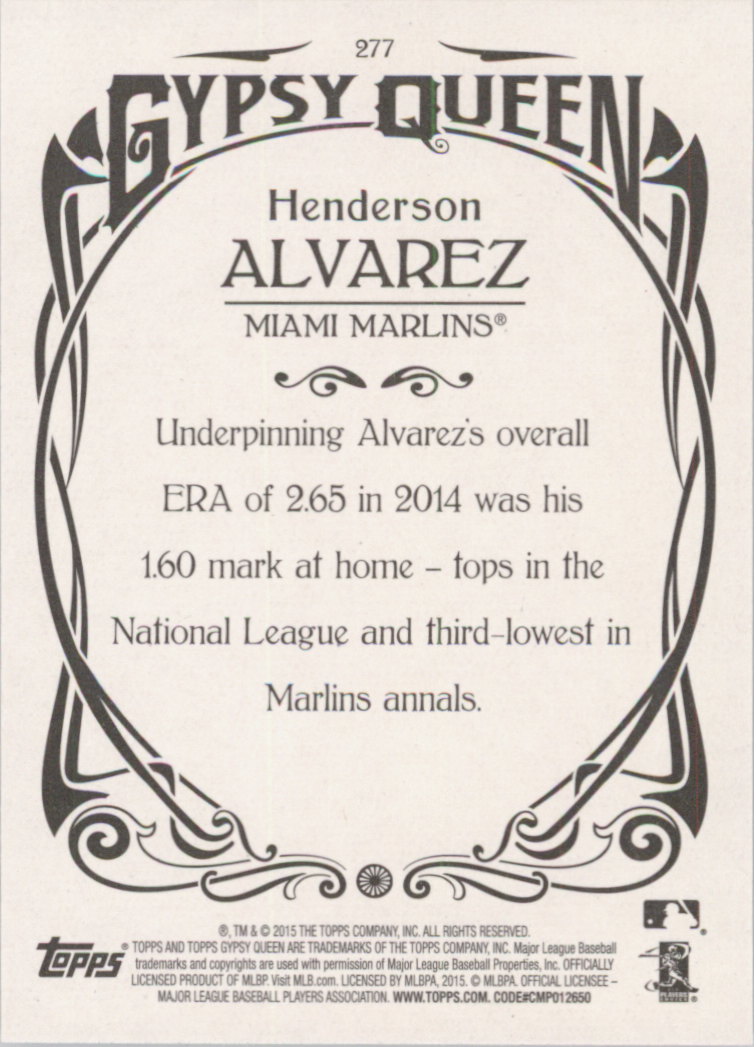 277
GYPSY QUEEN
Henderson
ALVAREZ
MIAMI MARLINS®
Underpinning Alvarez's overall
ERA of 2.65 in 2014 was his
1.60 mark at home – tops in the
National League and third-lowest in
Marlins annals.
®, TM & © 2015 THE TOPPS COMPANY, INC. ALL RIGHTS RESERVED.
Topps® TOPPS AND TOPPS GYPSY QUEEN ARE TRADEMARKS OF THE TOPPS COMPANY, INC. Major League Baseball
trademarks and copyrights are used with permission of Major League Baseball Properties, Inc. OFFICIALLY
LICENSED PRODUCT OF MLBP. Visit MLB.com. LICENSED BY MLBPA, 2015. © MLBPA. OFFICIAL LICENSEE –
MAJOR LEAGUE BASEBALL PLAYERS ASSOCIATION. WWW.TOPPS.COM. CODE#CMP012650